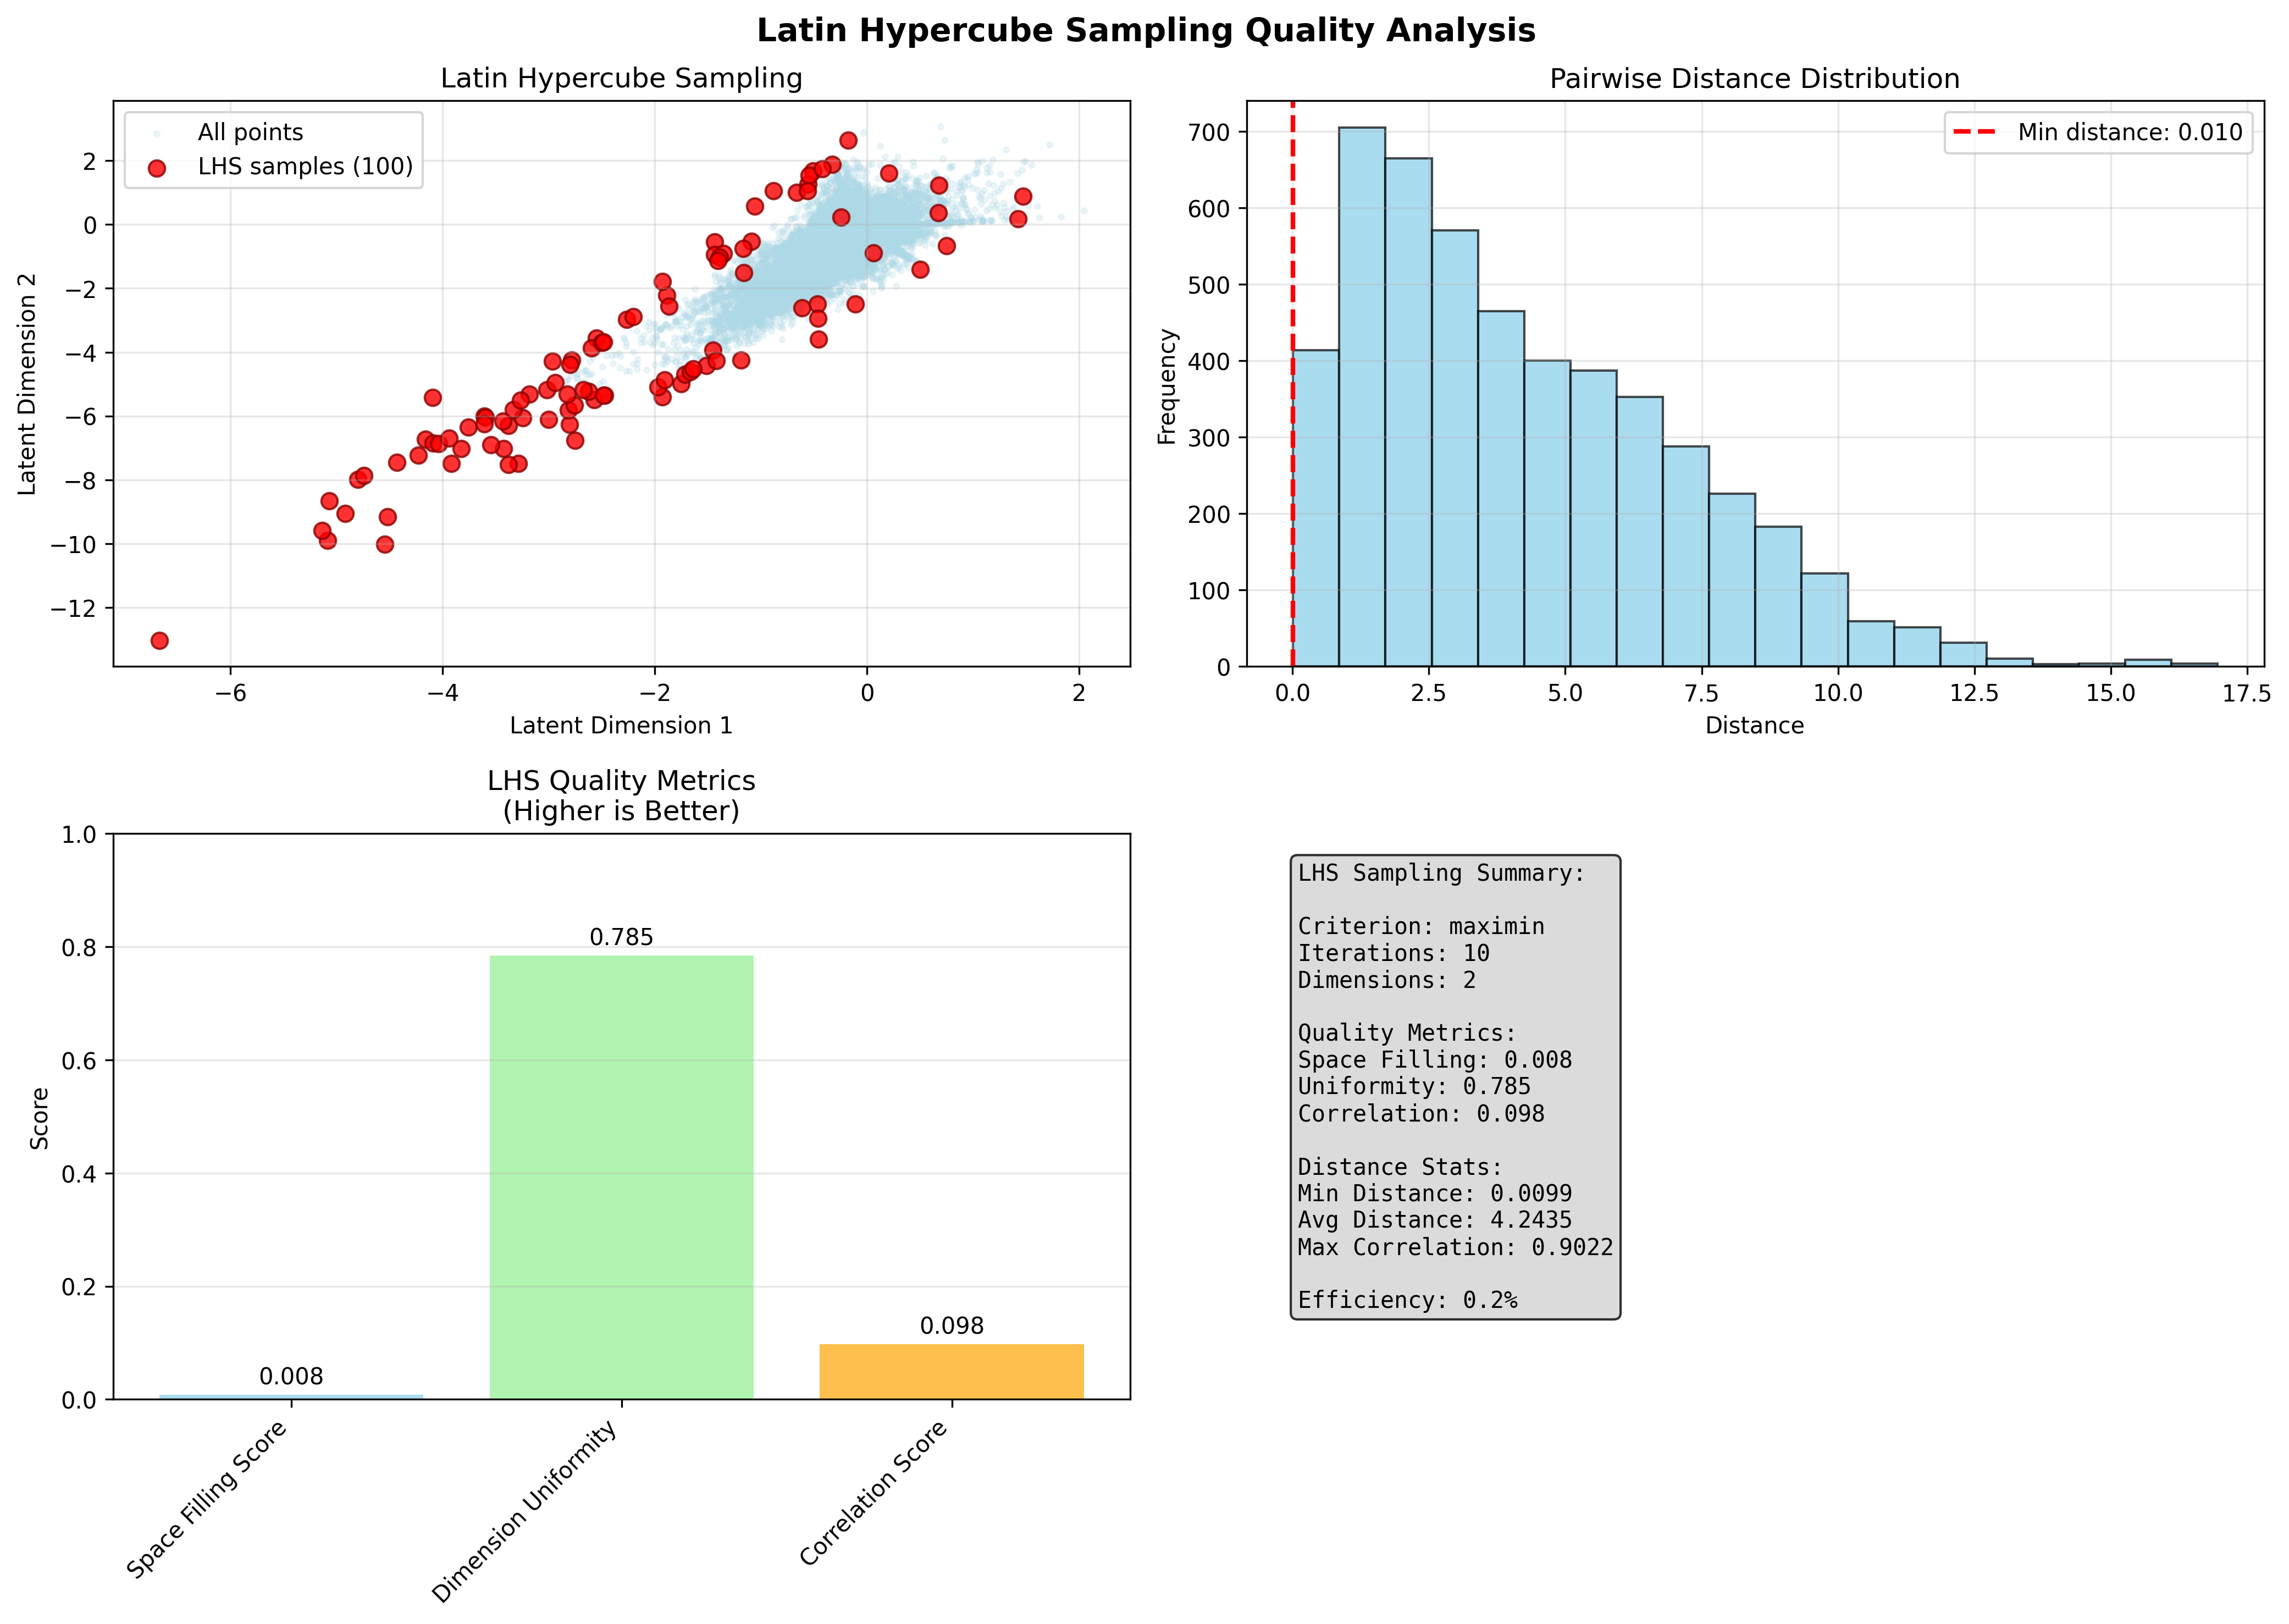 Latin Hypercube Sampling Quality Analysis
Latin Hypercube Sampling
All points
LHS samples (100)
Latent Dimension 2
2
0
−2
−4
−6
−8
−10
−12
−6 −4 −2 0 2
Latent Dimension 1
Pairwise Distance Distribution
Min distance: 0.010
Frequency
700
600
500
400
300
200
100
0
0.0 2.5 5.0 7.5 10.0 12.5 15.0 17.5
Distance
LHS Quality Metrics
(Higher is Better)
Score
1.0
0.8
0.6
0.4
0.2
0.0
0.008
0.785
0.098
Space Filling Score
Dimension Uniformity
Correlation Score
LHS Sampling Summary:
Criterion: maximin
Iterations: 10
Dimensions: 2
Quality Metrics:
Space Filling: 0.008
Uniformity: 0.785
Correlation: 0.098
Distance Stats:
Min Distance: 0.0099
Avg Distance: 4.2435
Max Correlation: 0.9022
Efficiency: 0.2%